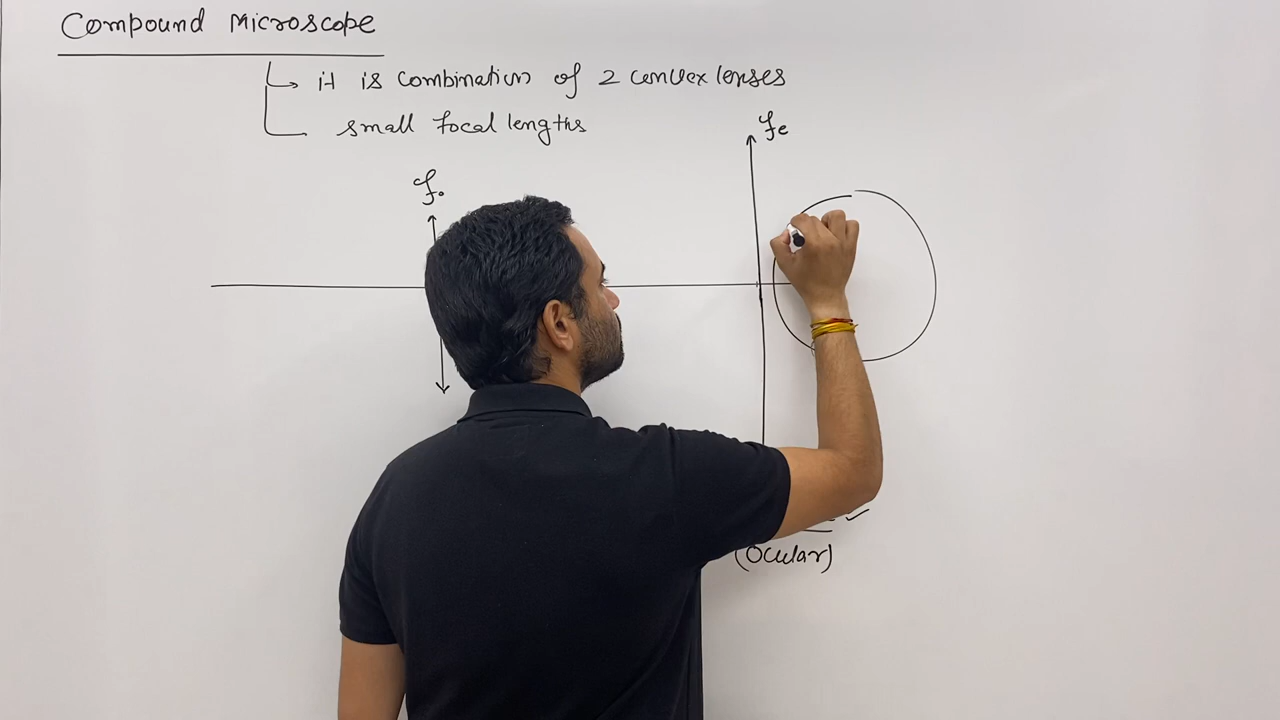 Compound Microscope
it is combination of 2 convex lenses
small focal lengths
fe
fo
(Ocular)